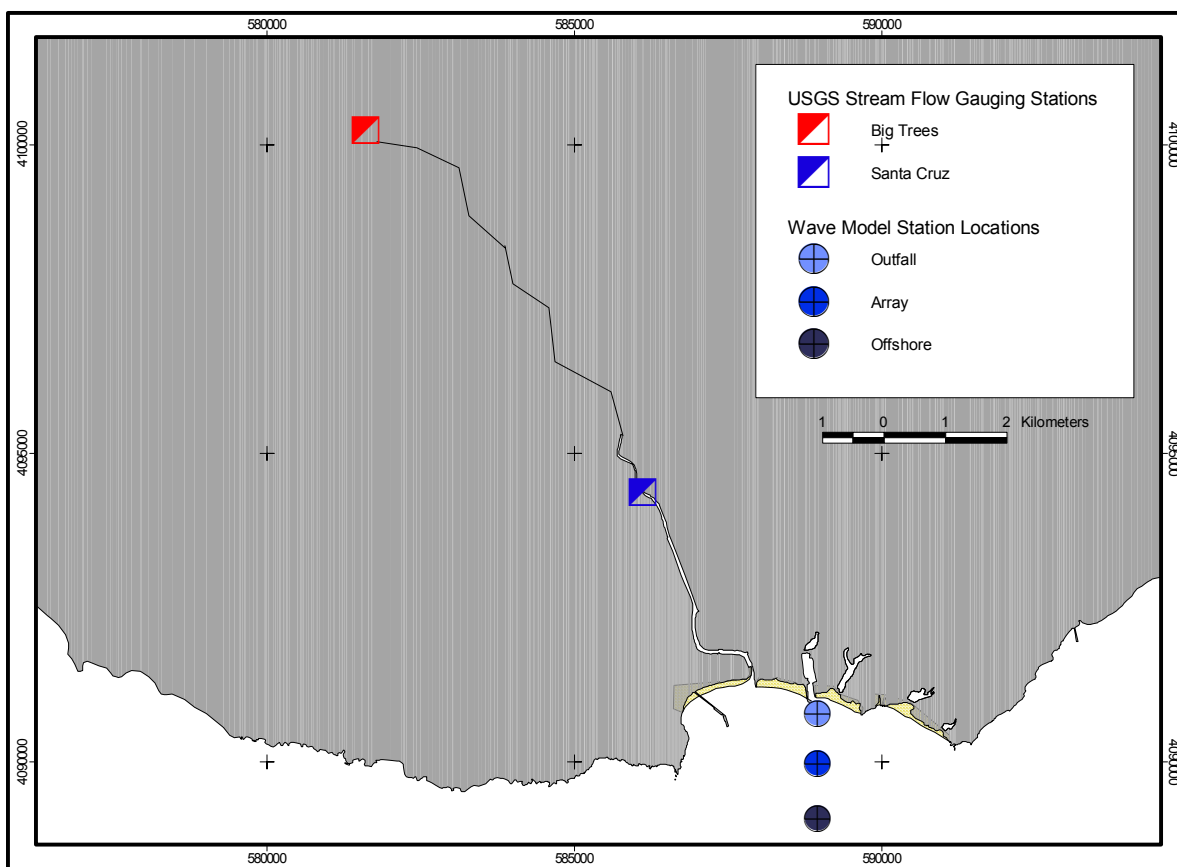 580000 585000 590000
4100000 4100000
USGS Stream Flow Gauging Stations
Big Trees
Santa Cruz
Wave Model Station Locations
Outfall
Array
Offshore
1 0 1 2 Kilometers
4095000 4095000
4090000 4090000
580000 585000 590000